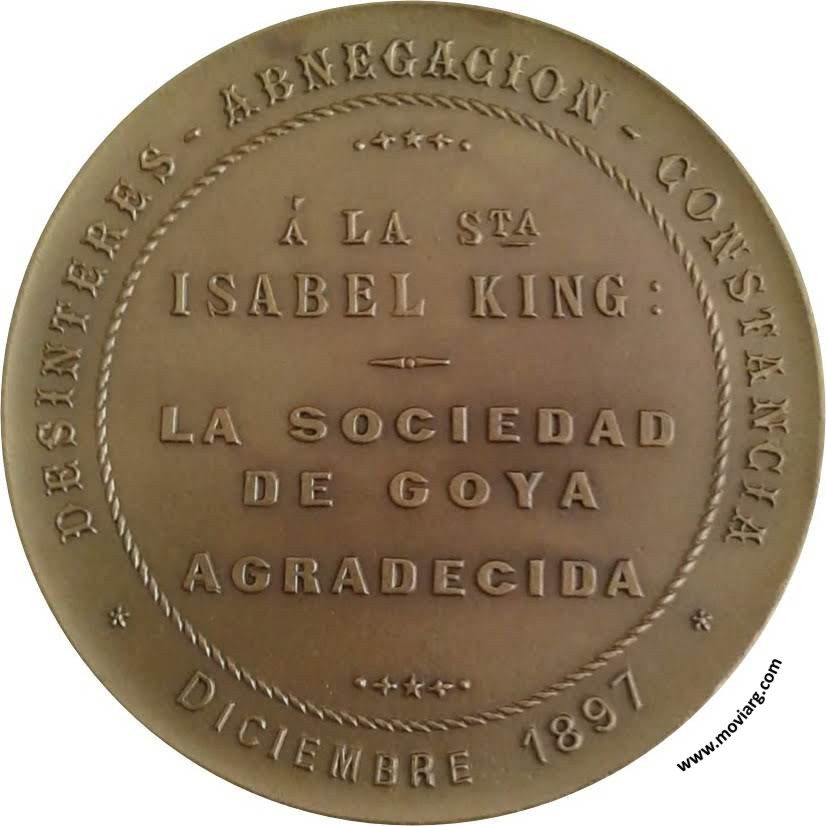 DESINTERES - ABNEGACION - CONSTANCIA
Á LA STA
ISABEL KING:
LA SOCIEDAD
DE GOYA
AGRADECIDA
* DICIEMBRE 1897 *
www.moviarg.com